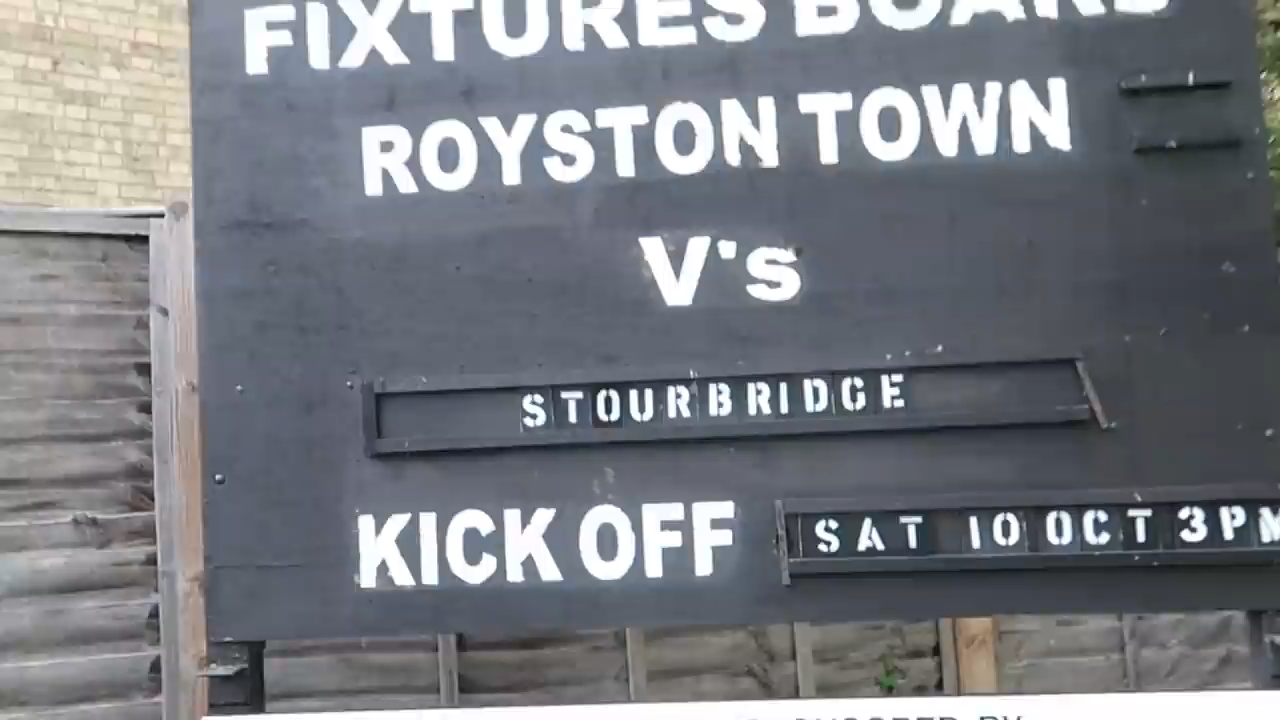 FIXTURES BOARD
ROYSTON TOWN
V's
STOURBRIDGE
KICK OFF SAT 10 OCT 3PM